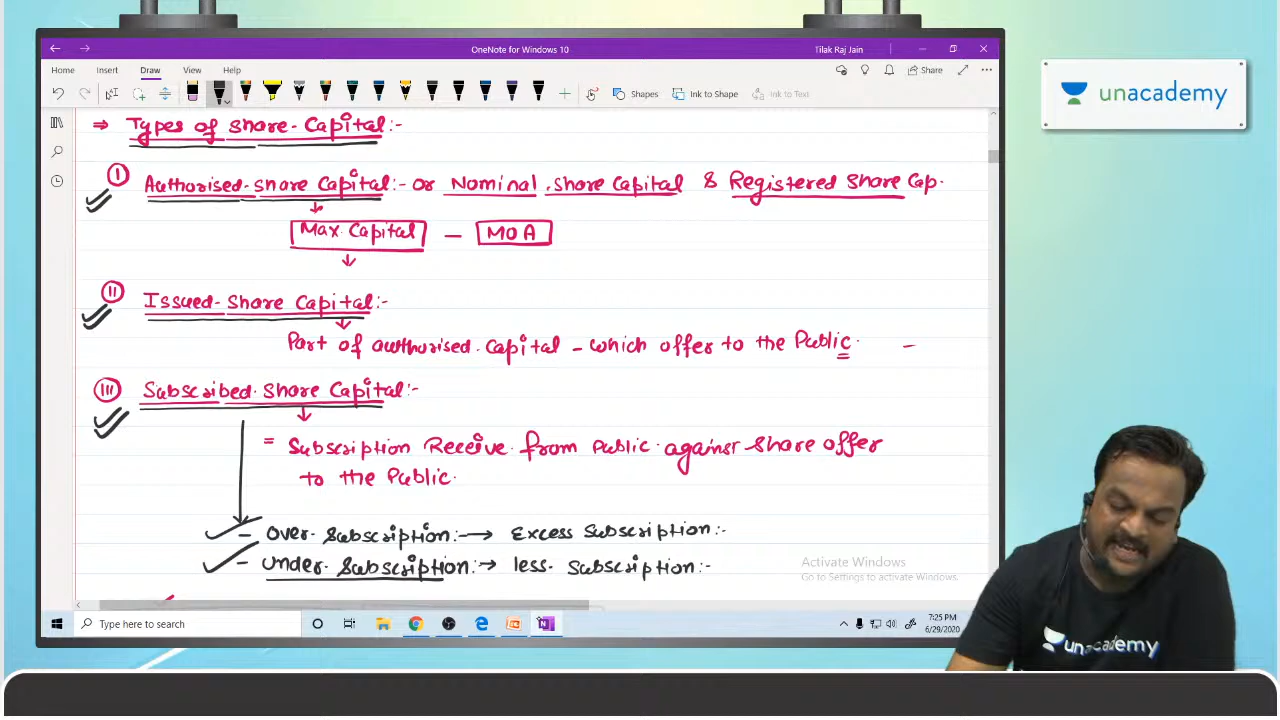 OneNote for Windows 10
Tilak Raj Jain
Home Insert Draw View Help
Share
Shapes Ink to Shape Ink to Text
unacademy
⇒ Types of share Capital:-
I Authorised share Capital:- or Nominal share Capital & Registered Share Cap.
Max Capital — MOA
II Issued Share Capital:-
Part of authorised capital - which offer to the Public.
III Subscribed Share Capital:-
= Subscription Receive from Public against share offer
to the Public.
- Over Subscription:→ Excess Subscription:-
- Under Subscription:→ less Subscription:-
Activate Windows
Go to Settings to activate Windows.
Type here to search
7:25 PM
6/29/2020
unacademy